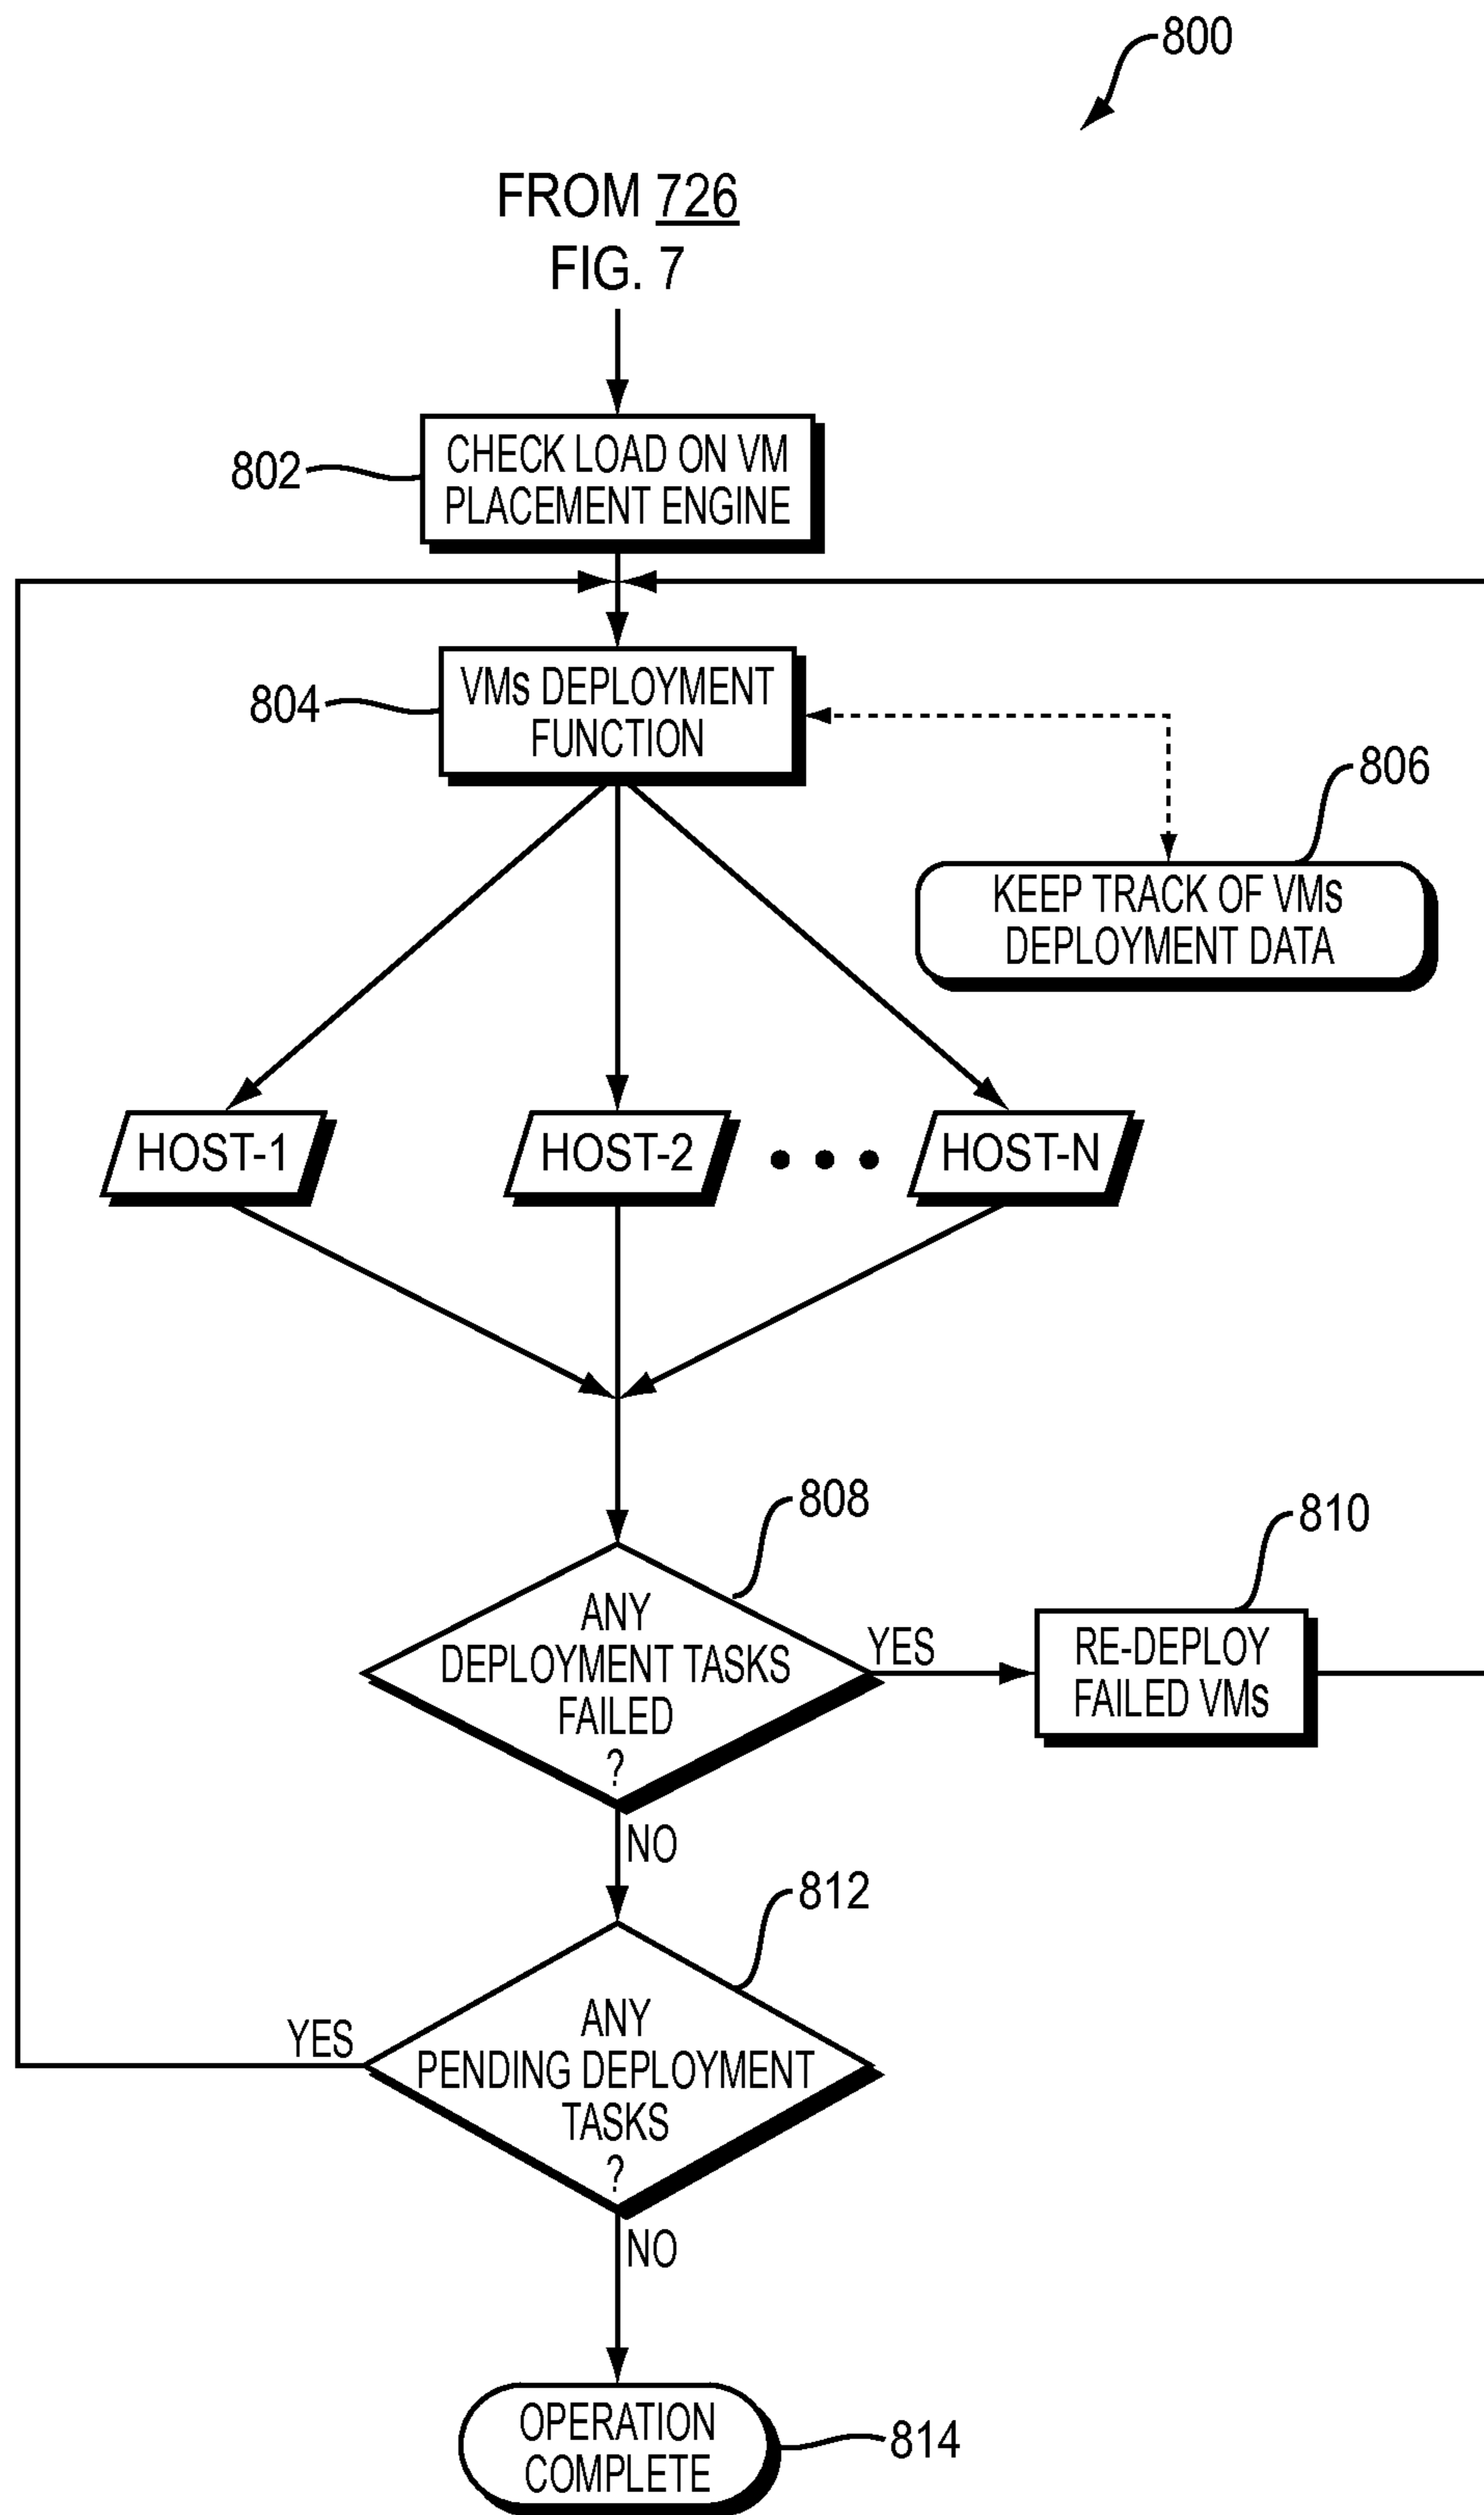 800
FROM 726
FIG. 7
802
CHECK LOAD ON VM
PLACEMENT ENGINE
804
VMs DEPLOYMENT
FUNCTION
806
KEEP TRACK OF VMs
DEPLOYMENT DATA
HOST-1
HOST-2
HOST-N
808
ANY
DEPLOYMENT TASKS
FAILED
?
YES
810
RE-DEPLOY
FAILED VMs
NO
812
ANY
PENDING DEPLOYMENT
TASKS
?
YES
NO
OPERATION
COMPLETE
814